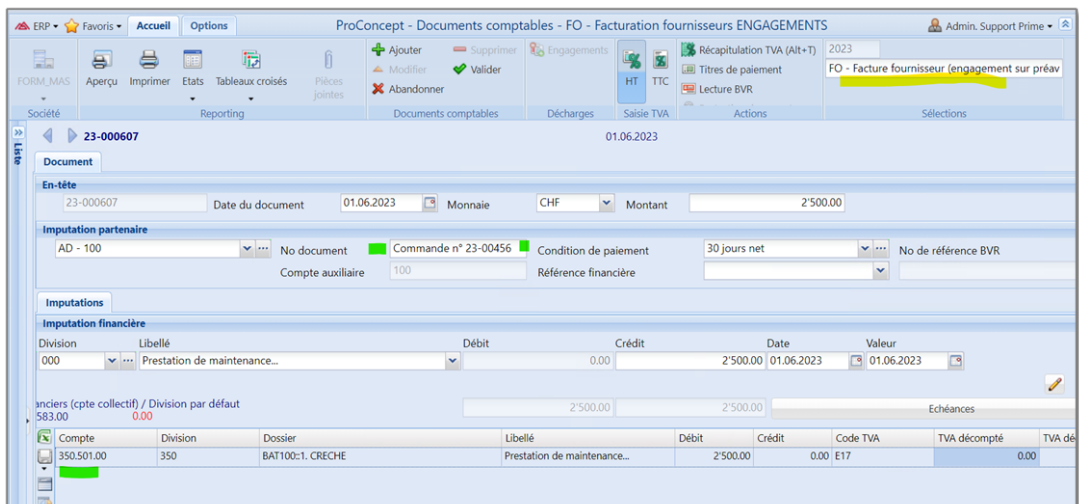 ERP Favoris Accueil Options ProConcept - Documents comptables - FO - Facturation fournisseurs ENGAGEMENTS Admin. Support Prime
FORM_MAS Aperçu Imprimer Etats Tableaux croisés Pièces jointes
Ajouter Supprimer
Modifier Valider
Abandonner
Engagements
HT TTC
Récapitulation TVA (Alt+T)
Titres de paiement
Lecture BVR
2023
FO - Facture fournisseur (engagement sur préav
Société Reporting Documents comptables Décharges Saisie TVA Actions Sélections
Liste
23-000607 01.06.2023
Document
En-tête
23-000607 Date du document 01.06.2023 Monnaie CHF Montant 2'500.00
Imputation partenaire
AD - 100 No document Commande n° 23-00456 Condition de paiement 30 jours net No de référence BVR
Compte auxiliaire 100 Référence financière
Imputations
Imputation financière
Division Libellé Débit Crédit Date Valeur
000 Prestation de maintenance... 0.00 2'500.00 01.06.2023 01.06.2023
anciers (cpte collectif) / Division par défaut
583.00 0.00 2'500.00 2'500.00 Echéances
Compte Division Dossier Libellé Débit Crédit Code TVA TVA décompté TVA dé
350.501.00 350 BAT100::1. CRECHE Prestation de maintenance... 2'500.00 0.00 E17 0.00